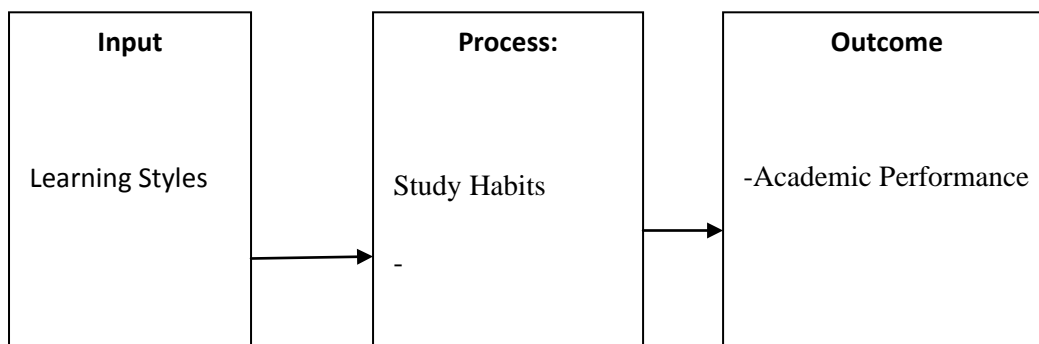 Input
Learning Styles
Process:
Study Habits
-
Outcome
-Academic Performance